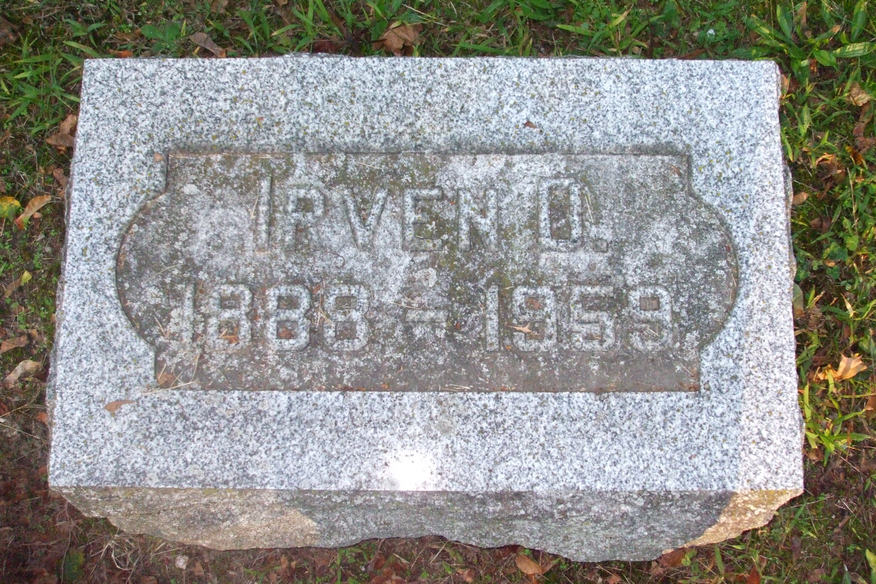 IRVEN O.
1888 = 1959